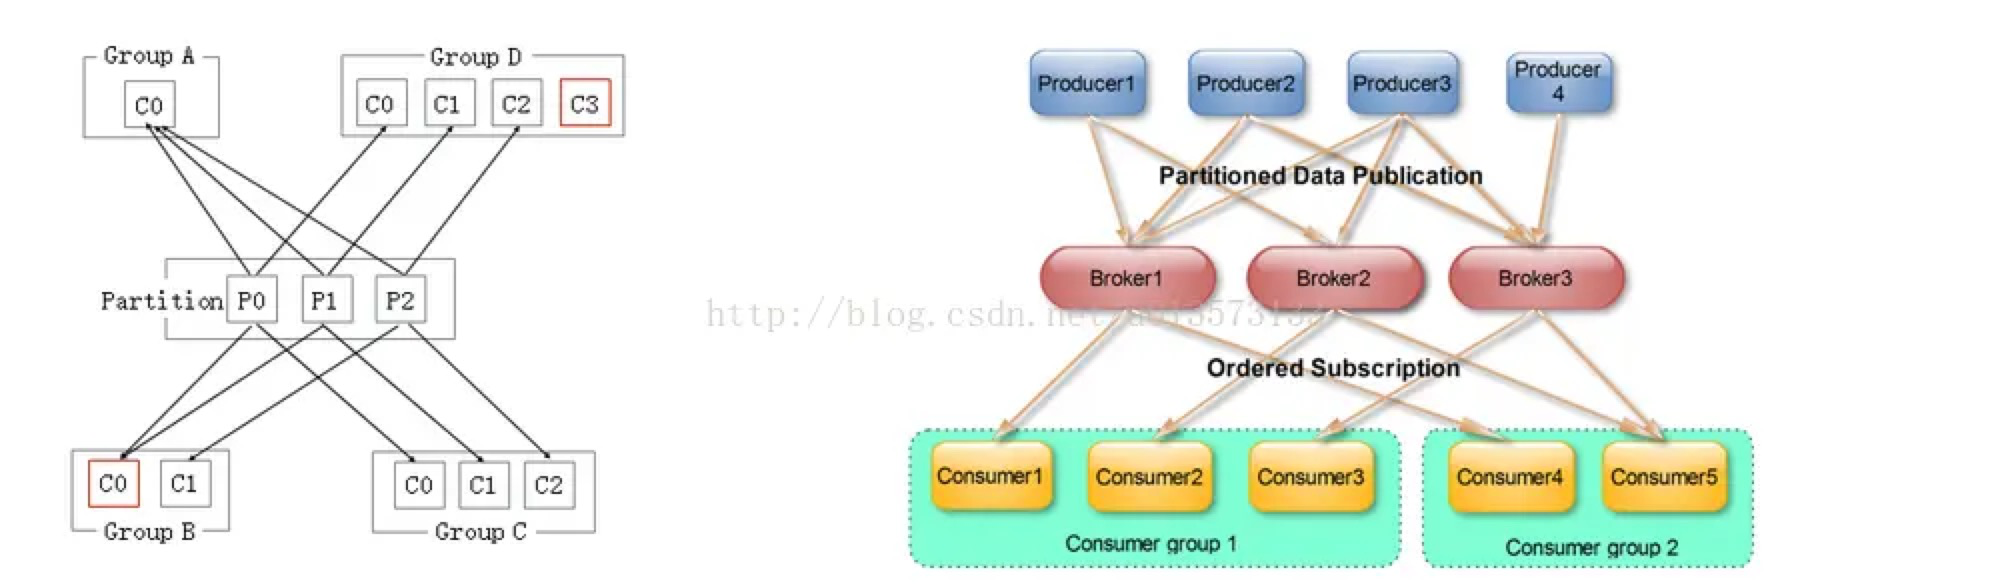 Group A
C0
Group D
C0 C1 C2 C3
Partition P0 P1 P2
C0 C1
Group B
C0 C1 C2
Group C
Producer1 Producer2 Producer3 Producer
4
Partitioned Data Publication
Broker1 Broker2 Broker3
http://blog.csdn.net/
Ordered Subscription
Consumer1 Consumer2 Consumer3 Consumer4 Consumer5
Consumer group 1 Consumer group 2